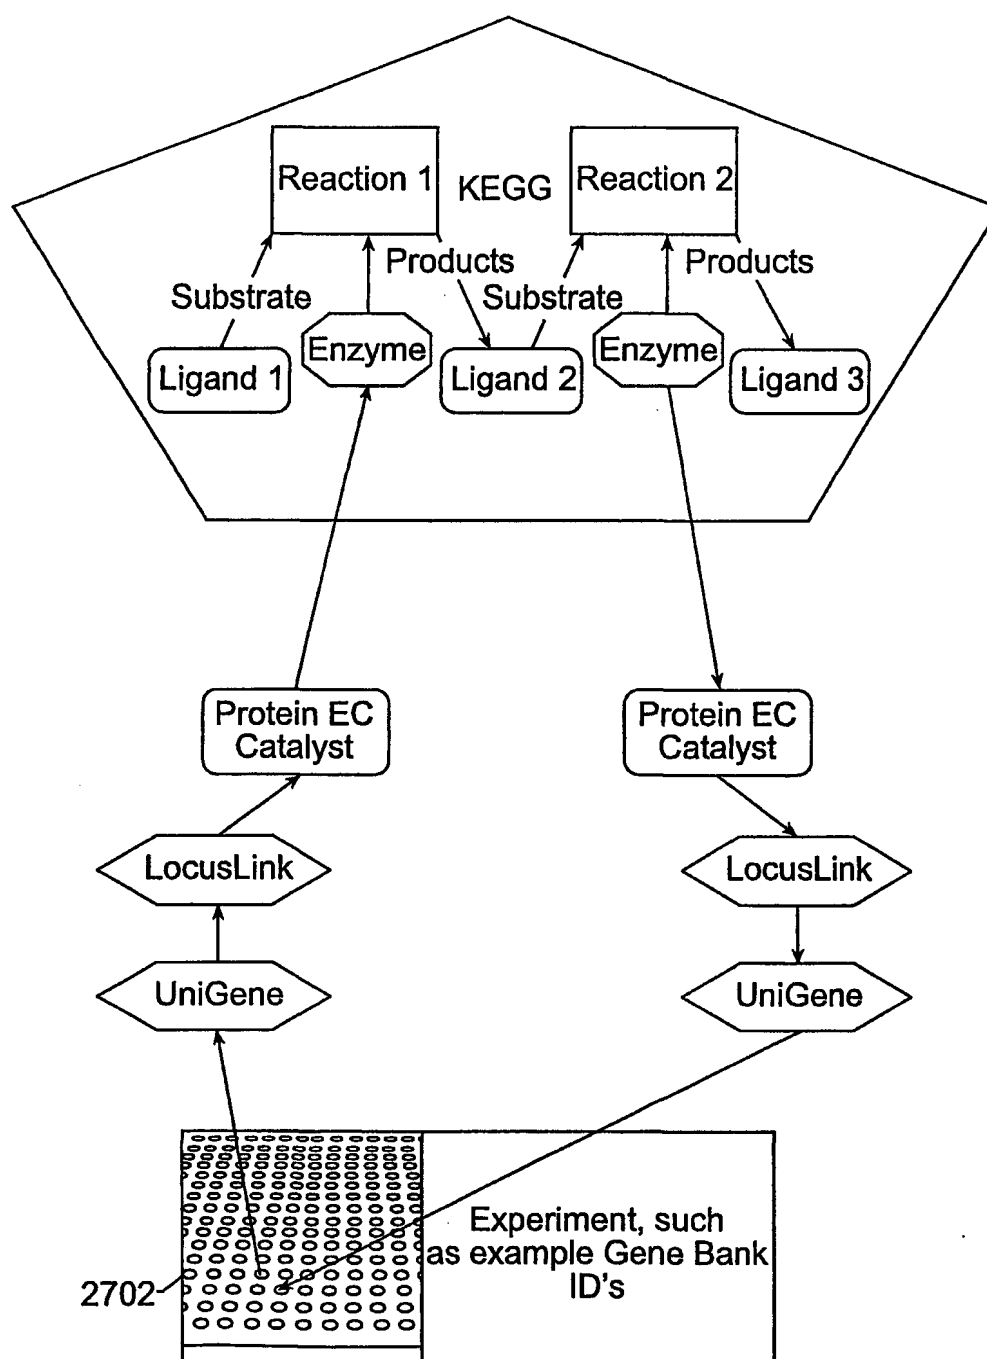 Reaction 1
KEGG
Reaction 2
Products
Products
Substrate
Substrate
Enzyme
Enzyme
Ligand 1
Ligand 2
Ligand 3
Protein EC
Catalyst
Protein EC
Catalyst
LocusLink
LocusLink
UniGene
UniGene
Experiment, such
as example Gene Bank
ID's
2702